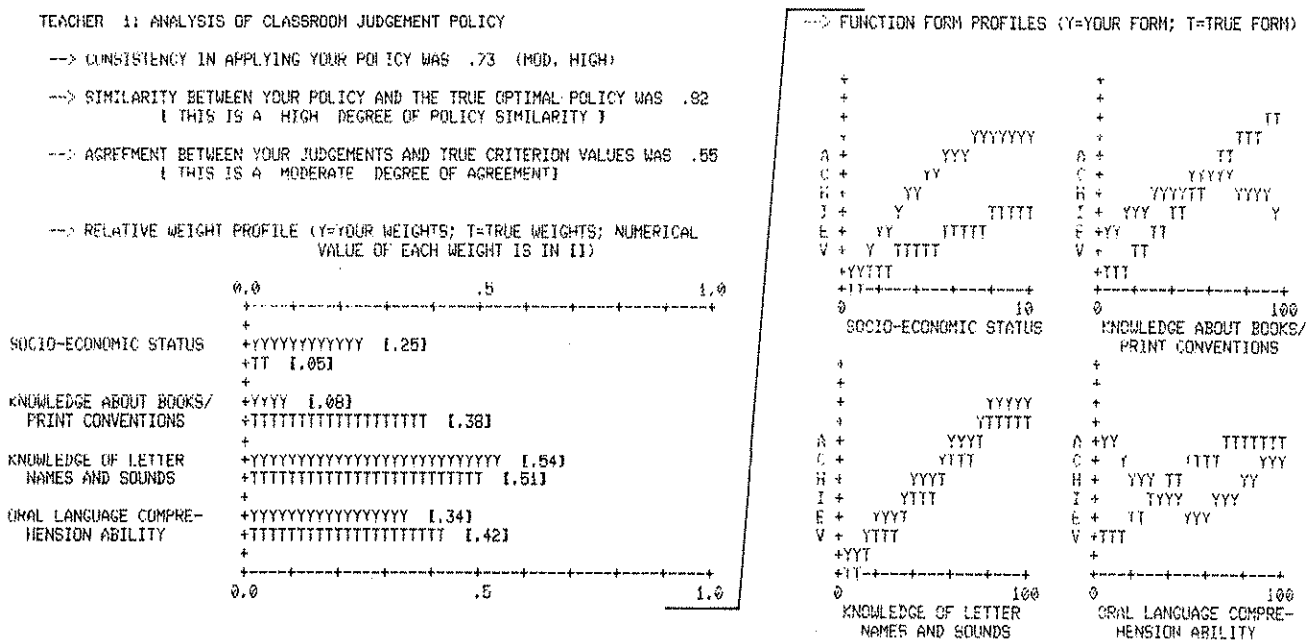 TEACHER 1: ANALYSIS OF CLASSROOM JUDGEMENT POLICY
--> CONSISTENCY IN APPLYING YOUR POLICY WAS .73 (MOD. HIGH)
--> SIMILARITY BETWEEN YOUR POLICY AND THE TRUE OPTIMAL POLICY WAS .82
[ THIS IS A HIGH DEGREE OF POLICY SIMILARITY ]
--> AGREEMENT BETWEEN YOUR JUDGEMENTS AND TRUE CRITERION VALUES WAS .55
[ THIS IS A MODERATE DEGREE OF AGREEMENT]
--> RELATIVE WEIGHT PROFILE (Y=YOUR WEIGHTS; T=TRUE WEIGHTS; NUMERICAL
VALUE OF EACH WEIGHT IS IN [])
0.0 .5 1.0
SOCIO-ECONOMIC STATUS +YYYYYYYYYYYY [.25]
+TT [.05]
KNOWLEDGE ABOUT BOOKS/ +YYYY [.08]
PRINT CONVENTIONS +TTTTTTTTTTTTTTTTTTT [.38]
KNOWLEDGE OF LETTER +YYYYYYYYYYYYYYYYYYYYYYYYYYY [.54]
NAMES AND SOUNDS +TTTTTTTTTTTTTTTTTTTTTTTTT [.51]
ORAL LANGUAGE COMPRE- +YYYYYYYYYYYYYYYYY [.34]
HENSION ABILITY +TTTTTTTTTTTTTTTTTTTTT [.42]
0.0 .5 1.0
--> FUNCTION FORM PROFILES (Y=YOUR FORM; T=TRUE FORM)
ACHIEV
0 10
SOCIO-ECONOMIC STATUS
ACHIEV
0 100
KNOWLEDGE ABOUT BOOKS/
PRINT CONVENTIONS
ACHIEV
0 100
KNOWLEDGE OF LETTER
NAMES AND SOUNDS
ACHIEV
0 100
ORAL LANGUAGE COMPRE-
HENSION ABILITY